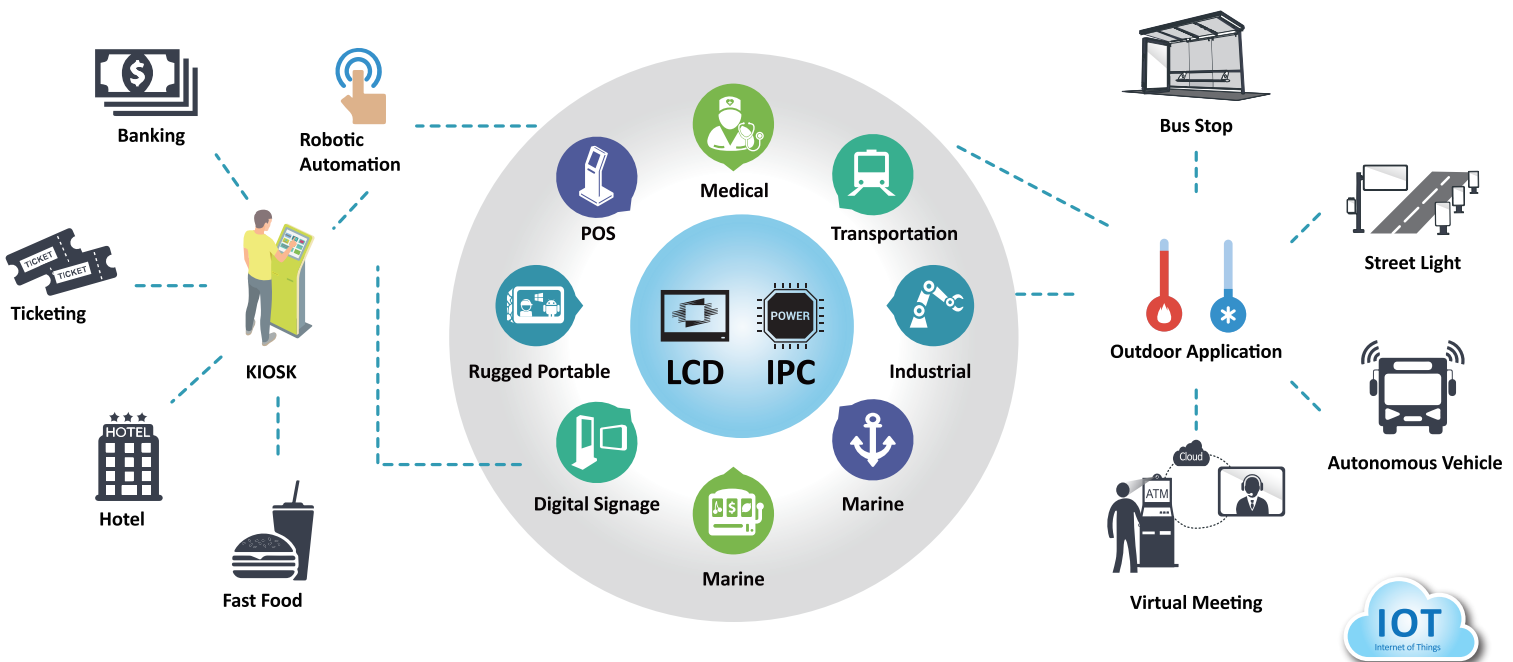 Banking
Robotic
Automation
TICKET
TICKET
Ticketing
KIOSK
HOTEL
Hotel
Fast Food
Medical
POS
Transportation
Rugged Portable
LCD
POWER
IPC
Industrial
Digital Signage
Marine
$
Marine
Bus Stop
Street Light
Outdoor Application
Autonomous Vehicle
Cloud
ATM
Virtual Meeting
IOT
Internet of Things
$